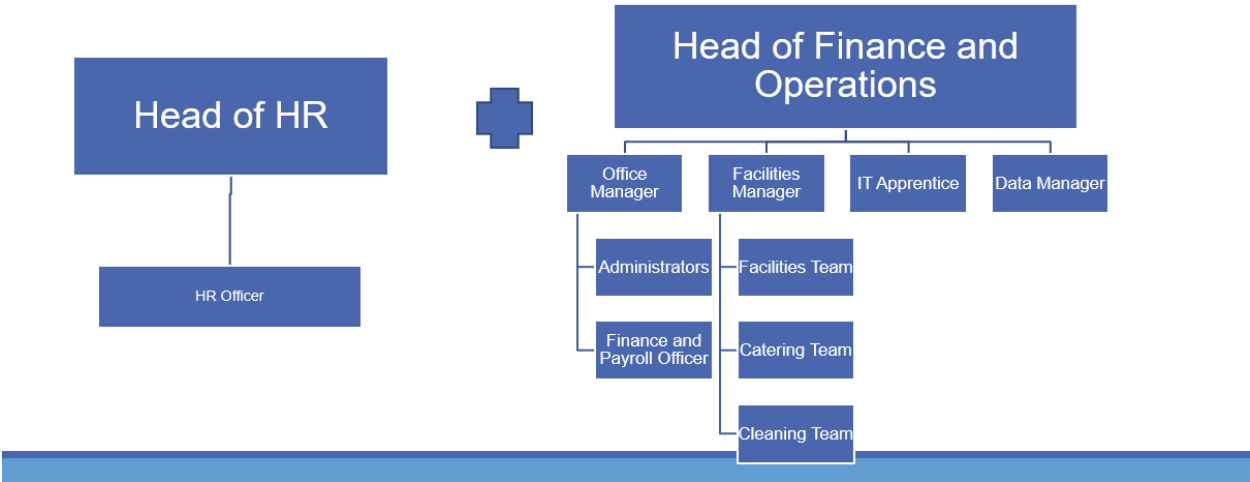 Head of HR
HR Officer
Head of Finance and
Operations
Office
Manager
Facilities
Manager
IT Apprentice
Data Manager
Administrators
Facilities Team
Finance and
Payroll Officer
Catering Team
Cleaning Team